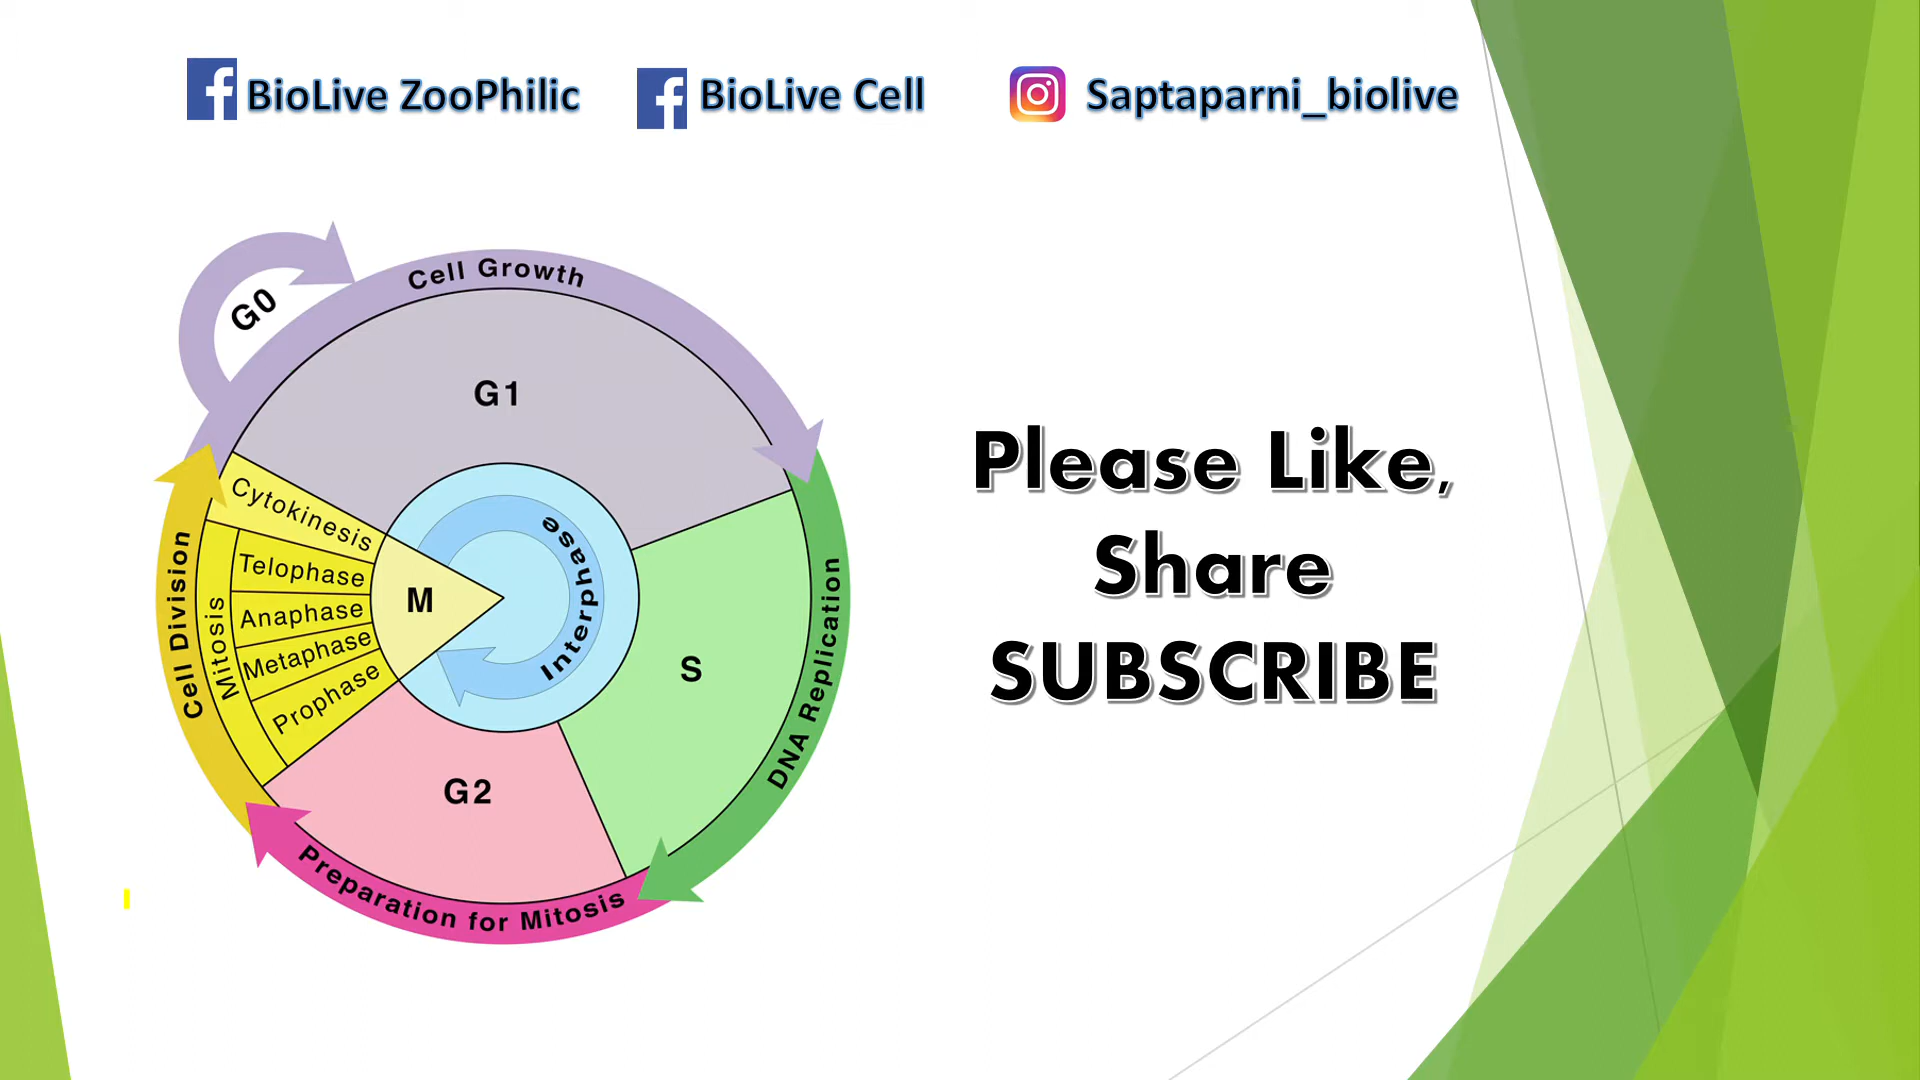 BioLive ZooPhilic
BioLive Cell
Saptaparni_biolive
G0
Cell Growth
G1
Cytokinesis
Telophase
Anaphase
Metaphase
Prophase
Mitosis
Cell Division
M
Interphase
S
DNA Replication
G2
Preparation for Mitosis
Please Like,
Share
SUBSCRIBE